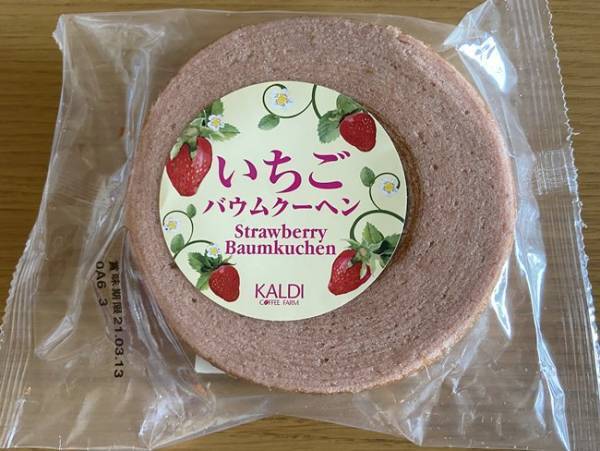 いちご
バウムクーヘン
Strawberry
Baumkuchen
KALDI
COFFEE FARM
賞味期限 21.03.13
0A6 3